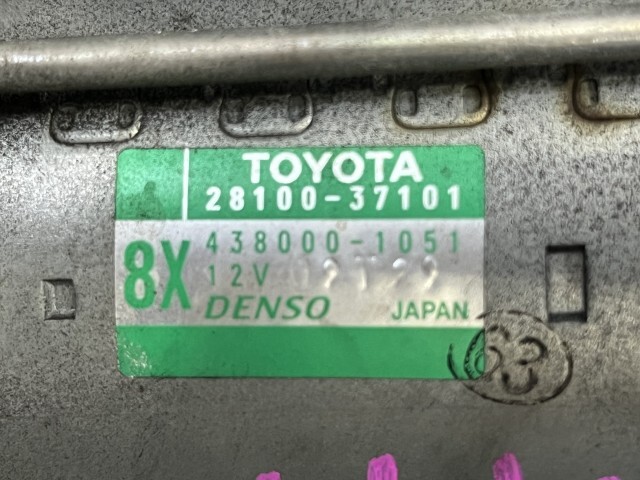 TOYOTA
28100-37101
8X
438000-1051
12V
DENSO JAPAN
63